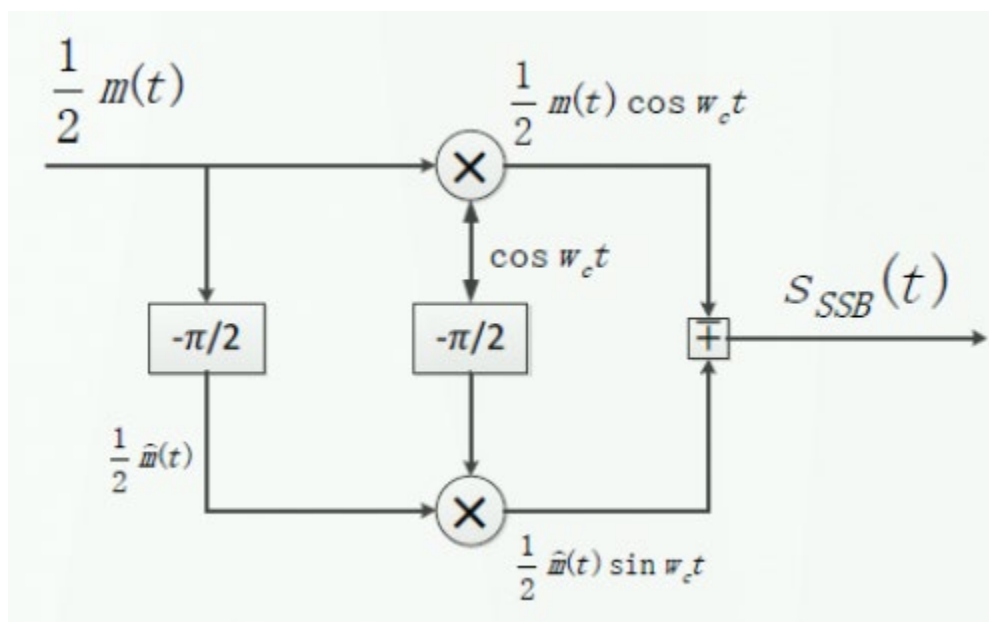 1/2 m(t)
1/2 m(t) cos w_c t
×
cos w_c t
s_SSB(t)
-π/2
-π/2
∓
1/2 m̂(t)
×
1/2 m̂(t) sin w_c t